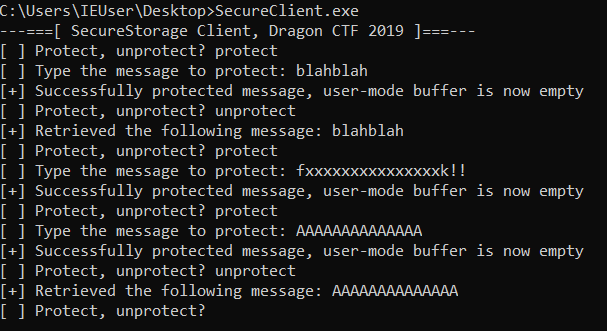 C:\Users\IEUser\Desktop>SecureClient.exe
---===[ SecureStorage Client, Dragon CTF 2019 ]===---
[ ] Protect, unprotect? protect
[ ] Type the message to protect: blahblah
[+] Successfully protected message, user-mode buffer is now empty
[ ] Protect, unprotect? unprotect
[+] Retrieved the following message: blahblah
[ ] Protect, unprotect? protect
[ ] Type the message to protect: fxxxxxxxxxxxxxxxk!!
[+] Successfully protected message, user-mode buffer is now empty
[ ] Protect, unprotect? protect
[ ] Type the message to protect: AAAAAAAAAAAAAA
[+] Successfully protected message, user-mode buffer is now empty
[ ] Protect, unprotect? unprotect
[+] Retrieved the following message: AAAAAAAAAAAAAA
[ ] Protect, unprotect?